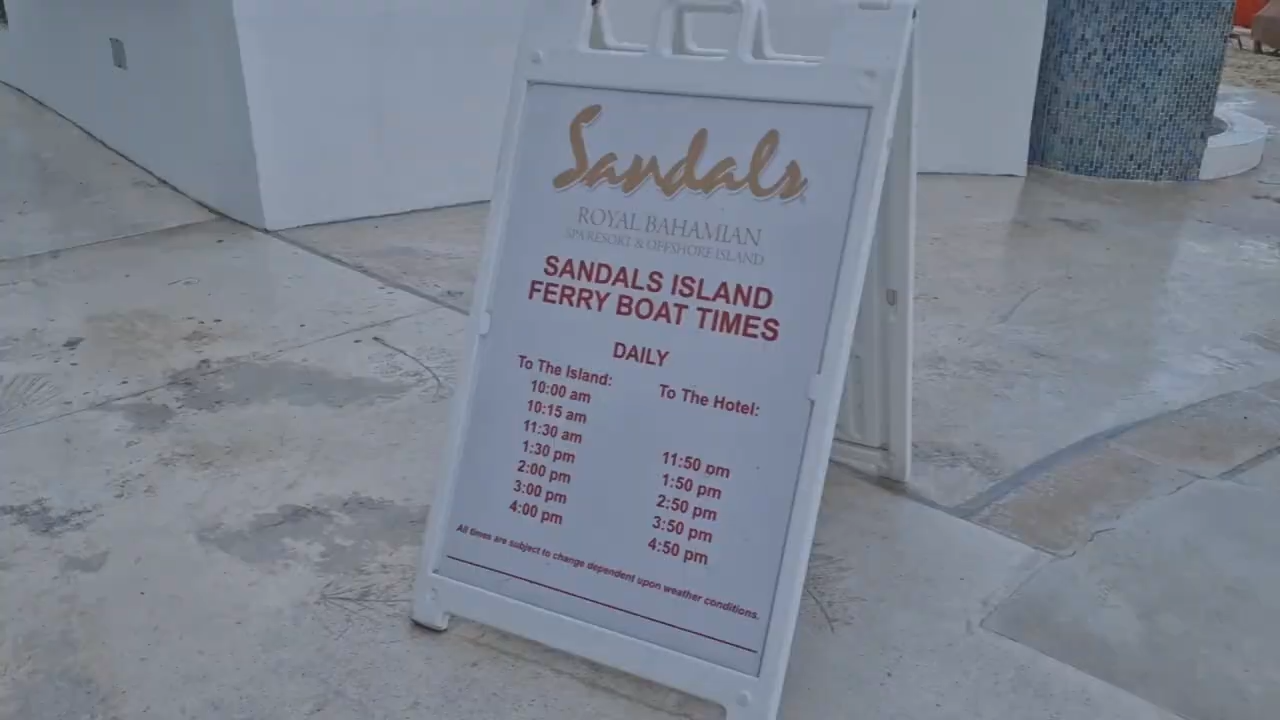 Sandals
ROYAL BAHAMIAN
SPA RESORT & OFFSHORE ISLAND
SANDALS ISLAND
FERRY BOAT TIMES
DAILY
To The Island:
10:00 am
10:15 am
11:30 am
1:30 pm
2:00 pm
3:00 pm
4:00 pm
To The Hotel:
11:50 pm
1:50 pm
2:50 pm
3:50 pm
4:50 pm
All times are subject to change dependent upon weather conditions.